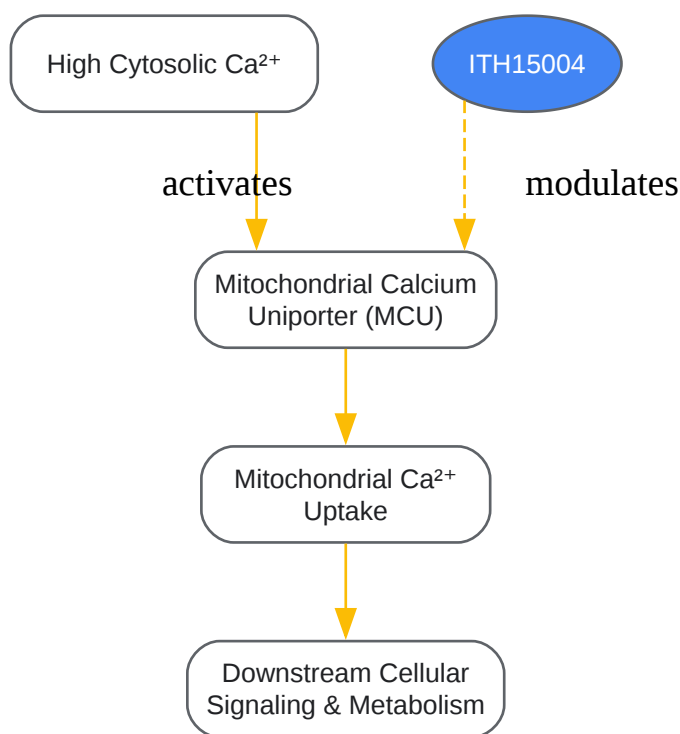 High Cytosolic Ca²⁺
ITH15004
activates
modulates
Mitochondrial Calcium
Uniporter (MCU)
Mitochondrial Ca²⁺
Uptake
Downstream Cellular
Signaling & Metabolism